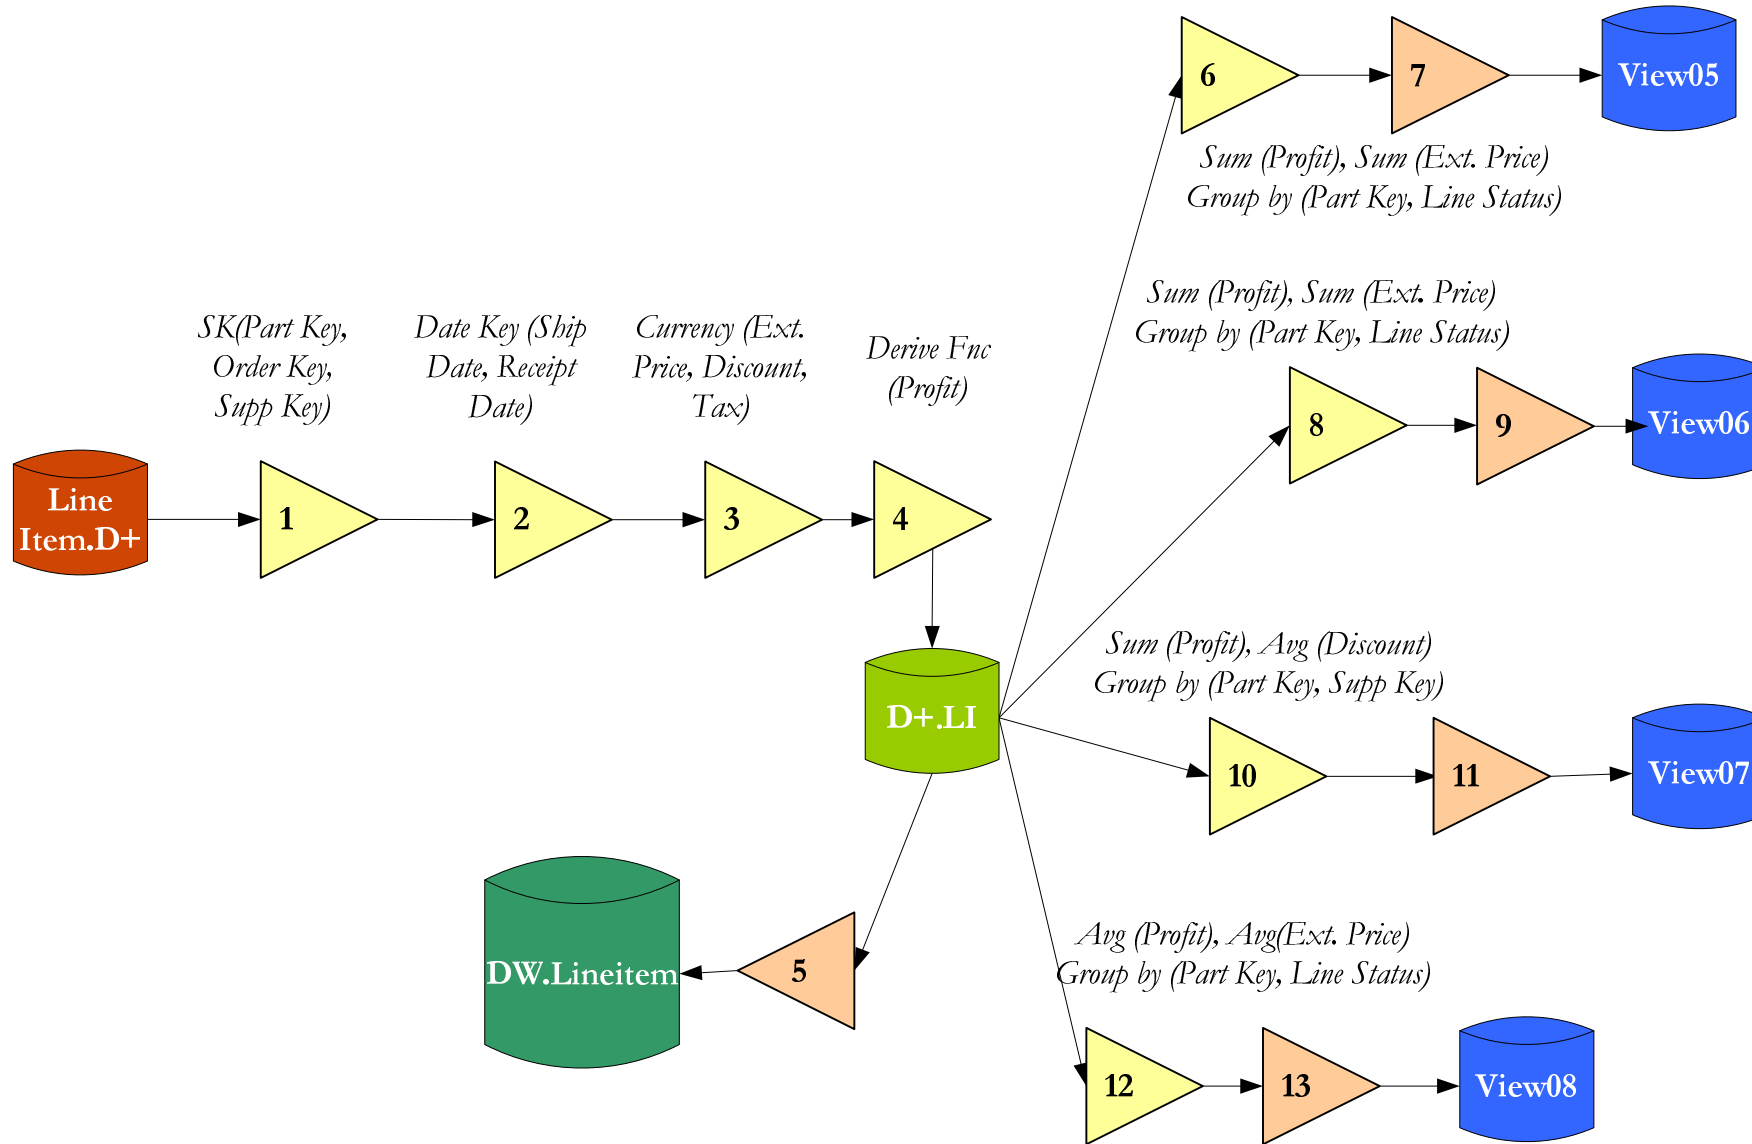 6
7
View05
Sum (Profit), Sum (Ext. Price)
Group by (Part Key, Line Status)
Sum (Profit), Sum (Ext. Price)
Group by (Part Key, Line Status)
8
9
View06
SK(Part Key,
Order Key,
Supp Key)
Date Key (Ship
Date, Receipt
Date)
Currency (Ext.
Price, Discount,
Tax)
Derive Fnc
(Profit)
Line
Item.D+
1
2
3
4
Sum (Profit), Avg (Discount)
Group by (Part Key, Supp Key)
D+.LI
10
11
View07
DW.Lineitem
5
Avg (Profit), Avg(Ext. Price)
Group by (Part Key, Line Status)
12
13
View08